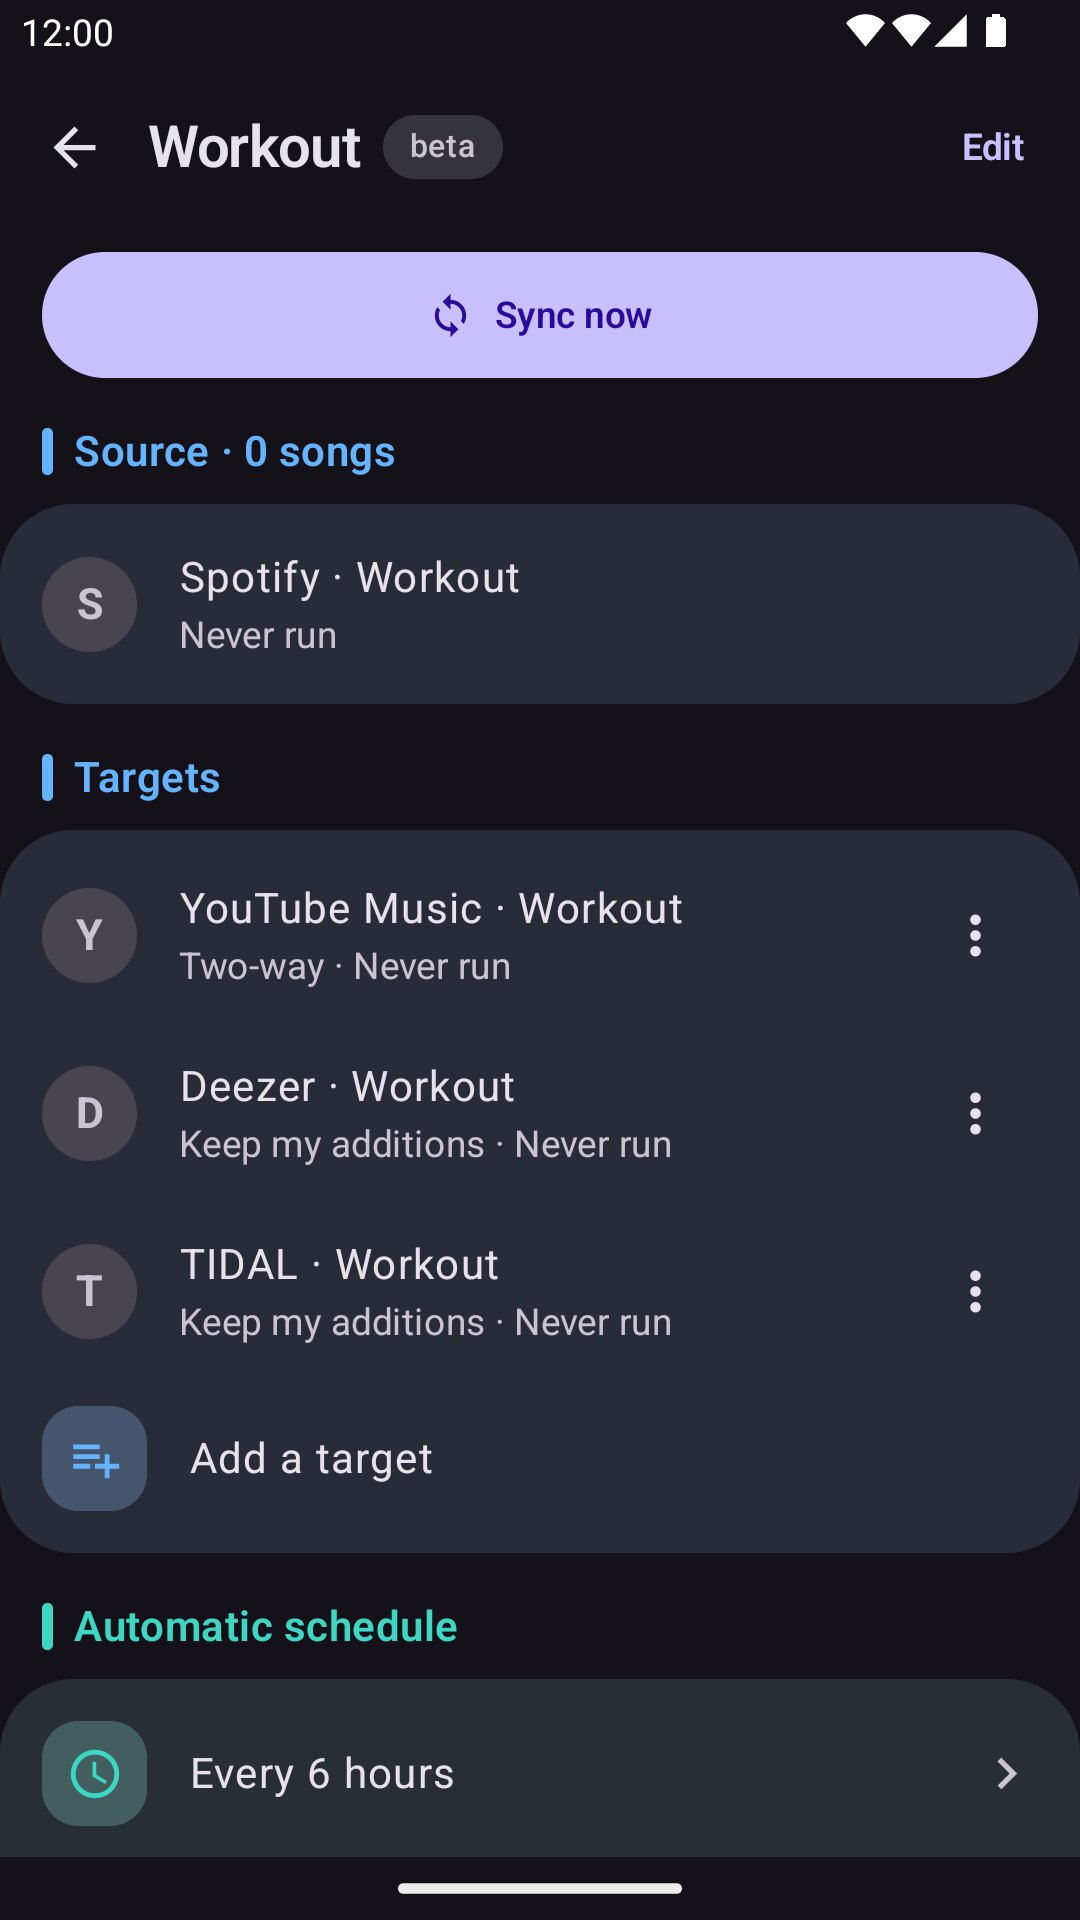 12:00
Workout beta
Edit
Sync now
Source · 0 songs
S
Spotify · Workout
Never run
Targets
Y
YouTube Music · Workout
Two-way · Never run
D
Deezer · Workout
Keep my additions · Never run
T
TIDAL · Workout
Keep my additions · Never run
Add a target
Automatic schedule
Every 6 hours